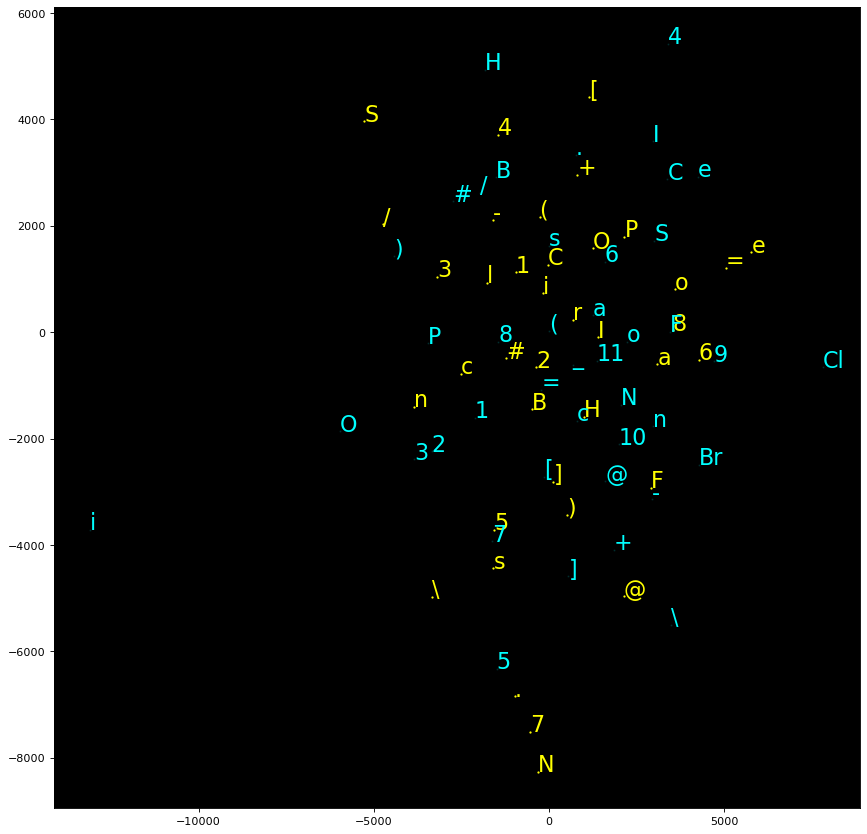 6000
4
H
[
S
4000
4
I
.
+
B
C
e
/
#
2000
/
-
(
P
S
s
O
)
6
e
C
=
3
1
l
i
o
a
r
F
8
0
P
8
(
l
o
#
11
6
9
2
a
Cl
c
_
=
n
B
N
1
c
H
-2000
O
n
3
2
10
Br
[
]
@
F
-
i
)
5
-4000
7
+
s
]
\
@
\
-6000
5
.
7
-8000
N
-10000 -5000 0 5000